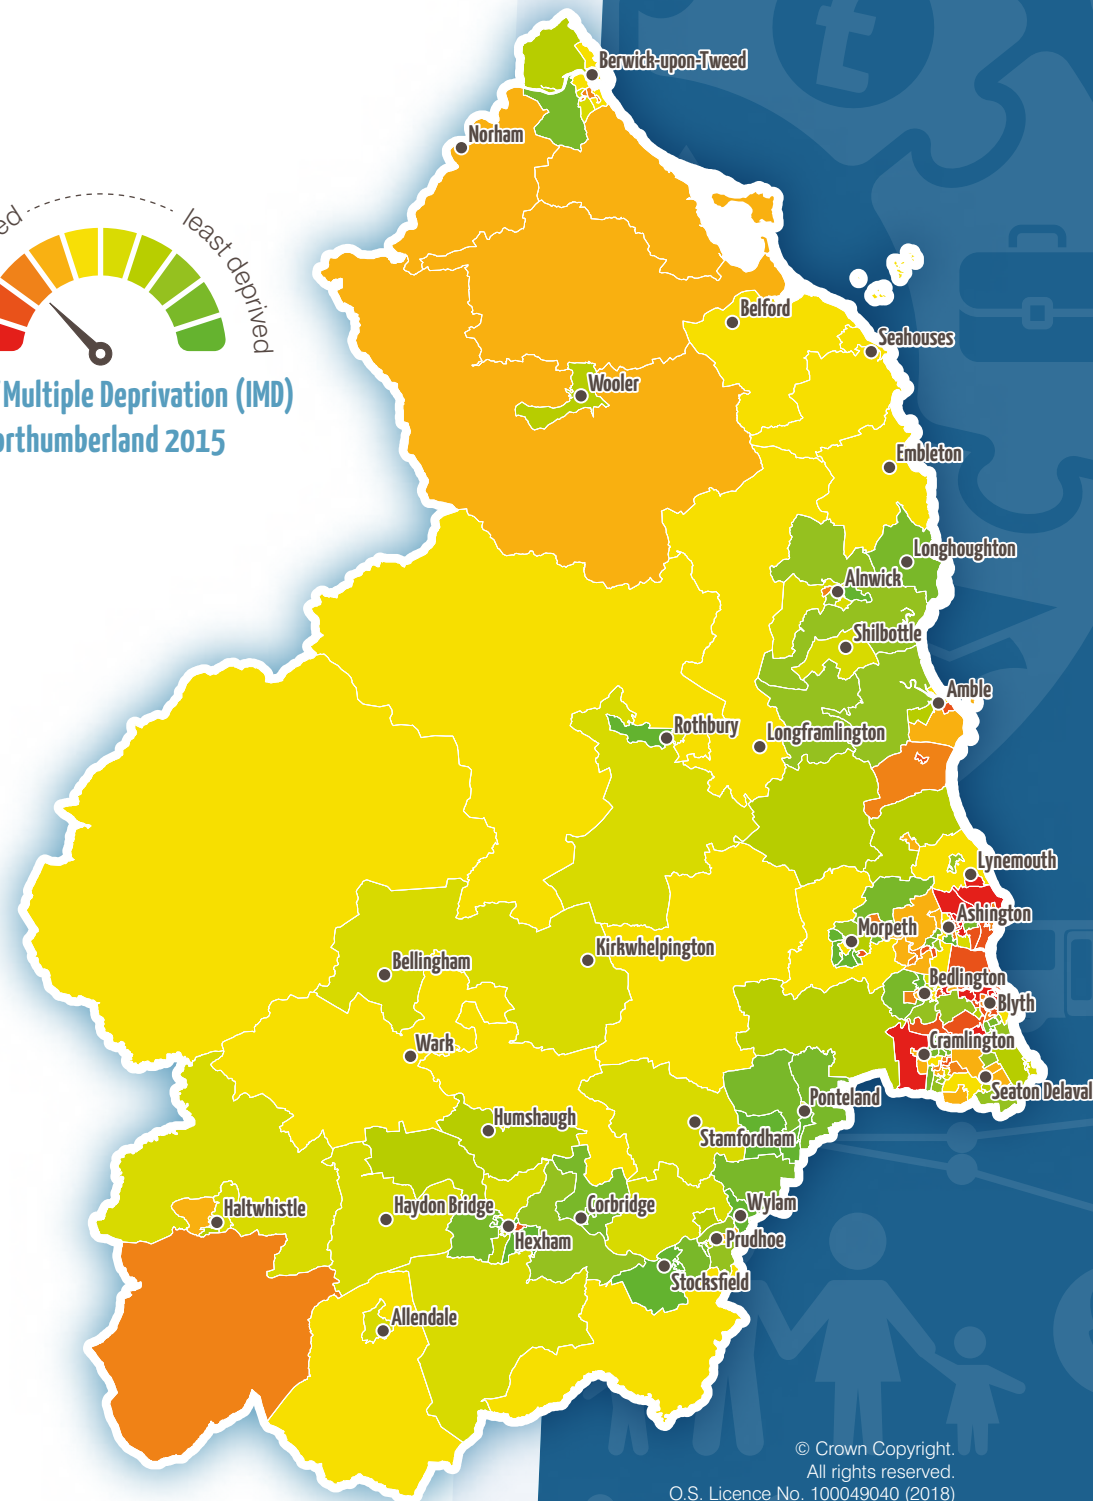 Berwick-upon-Tweed
Norham
least deprived
Belford
Seahouses
Multiple Deprivation (IMD)
Wooler
2015
Embleton
Longhoughton
Alnwick
Shilbottle
Amble
Rothbury
Longframlington
Lynemouth
Ashington
Morpeth
Kirkwhelpington
Bellingham
Bedlington
Blyth
Wark
Cramlington
Seaton Delaval
Ponteland
Humshaugh
Stamfordham
Haltwhistle
Haydon Bridge
Corbridge
Wylam
Hexham
Prudhoe
Stocksfield
Allendale
© Crown Copyright.
All rights reserved.
O.S. Licence No. 100049040 (2018)